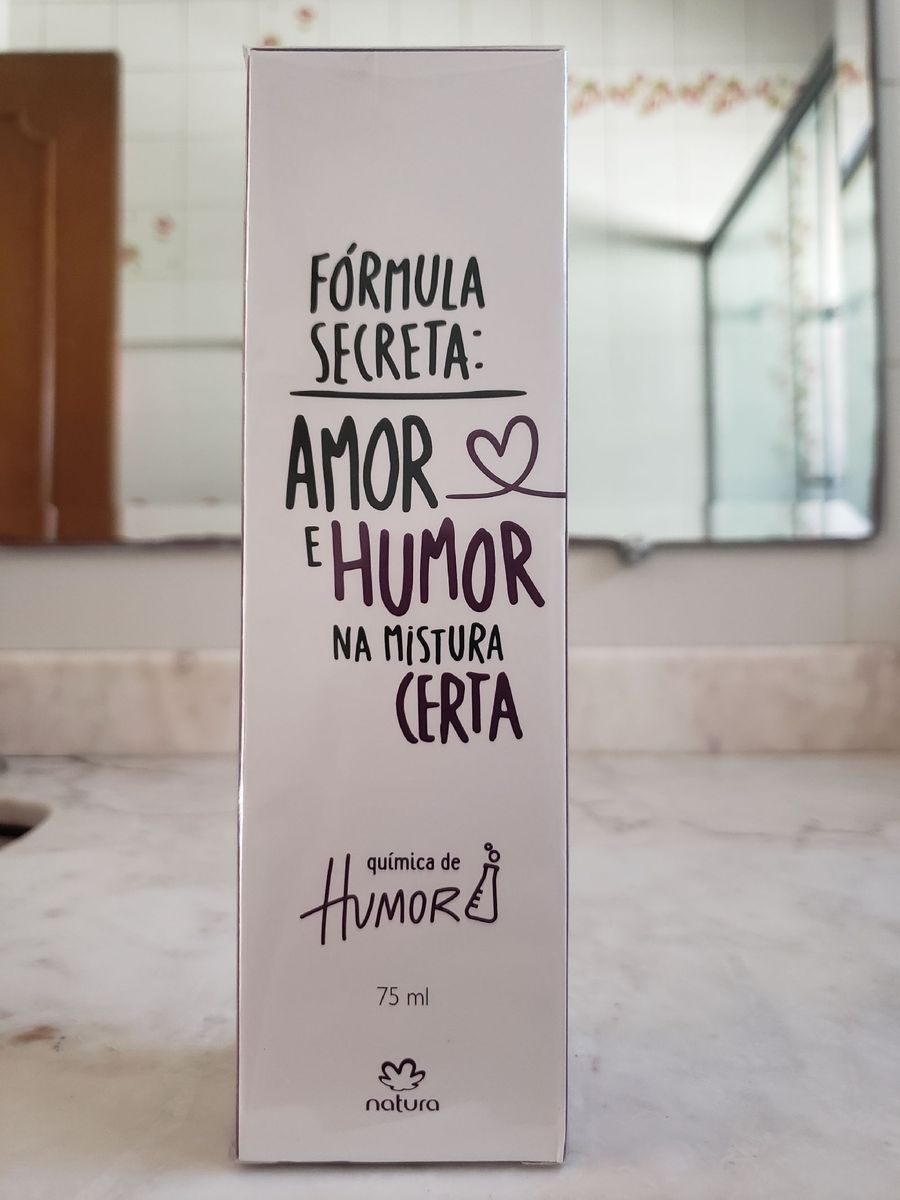 FÓRMULA
SECRETA:
AMOR
E HUMOR
NA MISTURA
CERTA
química de
HUMOR
75 ml
natura